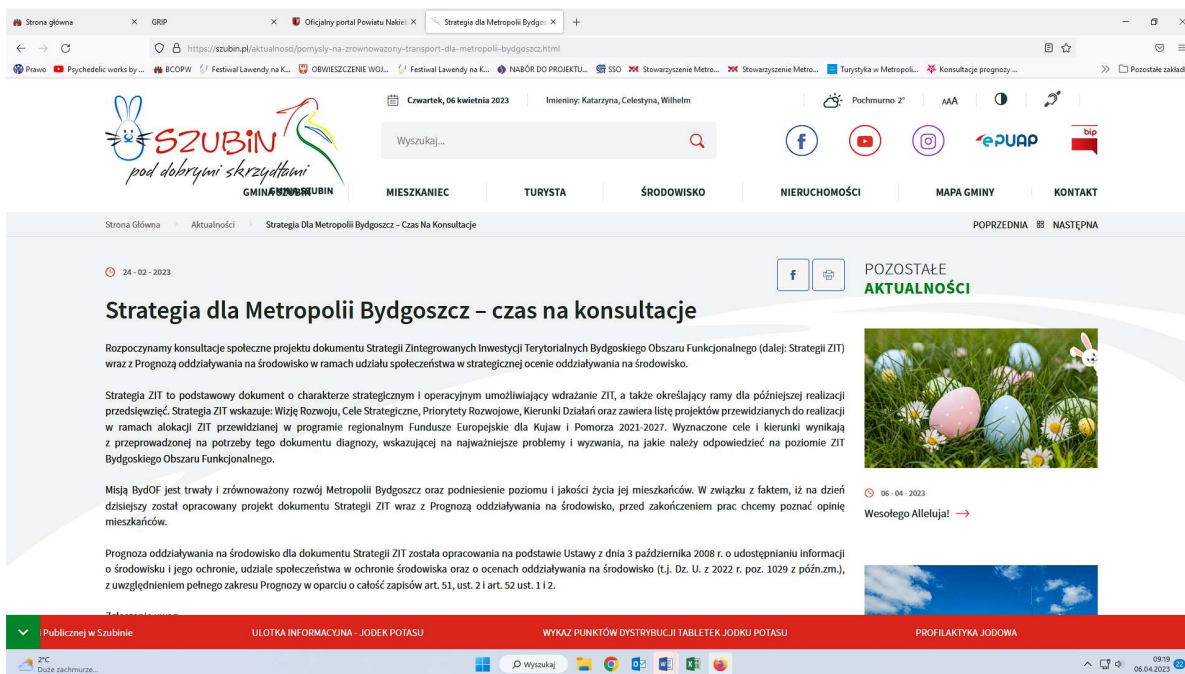 Strona główna
GRIP
Oficjalny portal Powiatu Nakiels
Strategia dla Metropolii Bydgosz
https://szubin.pl/aktualnosci/pomysly-na-zrownowazony-transport-dla-metropolii-bydgoszcz.html
Prawo
Psychedelic works by ...
BCOPW
Festiwal Lawendy na K...
OBWIESZCZENIE WOJ...
Festiwal Lawendy na K...
NABÓR DO PROJEKTU...
SSO
Stowarzyszenie Metro...
Stowarzyszenie Metro...
Turystyka w Metropoli...
Konsultacje prognozy ...
Pozostałe zakład
SZUBIN
pod dobrymi skrzydłami
Czwartek, 06 kwietnia 2023
Imieniny: Katarzyna, Celestyna, Wilhelm
Pochmurno 2°
AAA
Wyszukaj...
ePUAP
bip
GMINA SZUBIN
MIESZKANIEC
TURYSTA
ŚRODOWISKO
NIERUCHOMOŚCI
MAPA GMINY
KONTAKT
Strona Główna
Aktualności
Strategia Dla Metropolii Bydgoszcz – Czas Na Konsultacje
POPRZEDNIA
NASTĘPNA
24 - 02 - 2023
Strategia dla Metropolii Bydgoszcz – czas na konsultacje
Rozpoczynamy konsultacje społeczne projektu dokumentu Strategii Zintegrowanych Inwestycji Terytorialnych Bydgoskiego Obszaru Funkcjonalnego (dalej: Strategii ZIT)
wraz z Prognozą oddziaływania na środowisko w ramach udziału społeczeństwa w strategicznej ocenie oddziaływania na środowisko.
Strategia ZIT to podstawowy dokument o charakterze strategicznym i operacyjnym umożliwiający wdrażanie ZIT, a także określający ramy dla późniejszej realizacji
przedsięwzięć. Strategia ZIT wskazuje: Wizję Rozwoju, Cele Strategiczne, Priorytety Rozwojowe, Kierunki Działań oraz zawiera listę projektów przewidzianych do realizacji
w ramach alokacji ZIT przewidzianej w programie regionalnym Fundusze Europejskie dla Kujaw i Pomorza 2021-2027. Wyznaczone cele i kierunki wynikają
z przeprowadzonej na potrzeby tego dokumentu diagnozy, wskazującej na najważniejsze problemy i wyzwania, na jakie należy odpowiedzieć na poziomie ZIT
Bydgoskiego Obszaru Funkcjonalnego.
Misją BydOF jest trwały i zrównoważony rozwój Metropolii Bydgoszcz oraz podniesienie poziomu i jakości życia jej mieszkańców. W związku z faktem, iż na dzień
dzisiejszy został opracowany projekt dokumentu Strategii ZIT wraz z Prognozą oddziaływania na środowisko, przed zakończeniem prac chcemy poznać opinię
mieszkańców.
Prognoza oddziaływania na środowisko dla dokumentu Strategii ZIT została opracowania na podstawie Ustawy z dnia 3 października 2008 r. o udostępnianiu informacji
o środowisku i jego ochronie, udziale społeczeństwa w ochronie środowiska oraz o ocenach oddziaływania na środowisko (t.j. Dz. U. z 2022 r. poz. 1029 z późn.zm.),
z uwzględnieniem pełnego zakresu Prognozy w oparciu o całość zapisów art. 51, ust. 2 i art. 52 ust. 1 i 2.
POZOSTAŁE
AKTUALNOŚCI
06 - 04 - 2023
Wesołego Alleluja!
i Publicznej w Szubinie
ULOTKA INFORMACYJNA - JODEK POTASU
WYKAZ PUNKTÓW DYSTRYBUCJI TABLETEK JODKU POTASU
PROFILAKTYKA JODOWA
2°C
Duże zachmurze...
Wyszukaj
09:19
06.04.2023
22